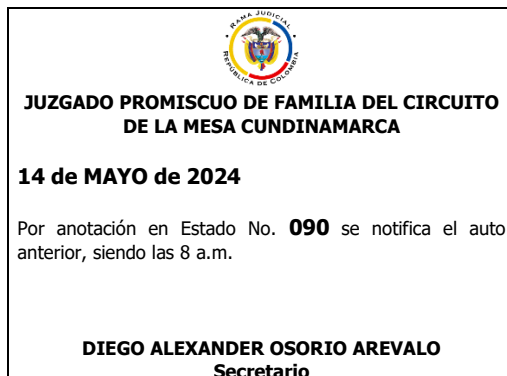 RAMA JUDICIAL
REPÚBLICA DE COLOMBIA
JUZGADO PROMISCUO DE FAMILIA DEL CIRCUITO
DE LA MESA CUNDINAMARCA
14 de MAYO de 2024
Por anotación en Estado No. 090 se notifica el auto
anterior, siendo las 8 a.m.
DIEGO ALEXANDER OSORIO AREVALO
Secretario